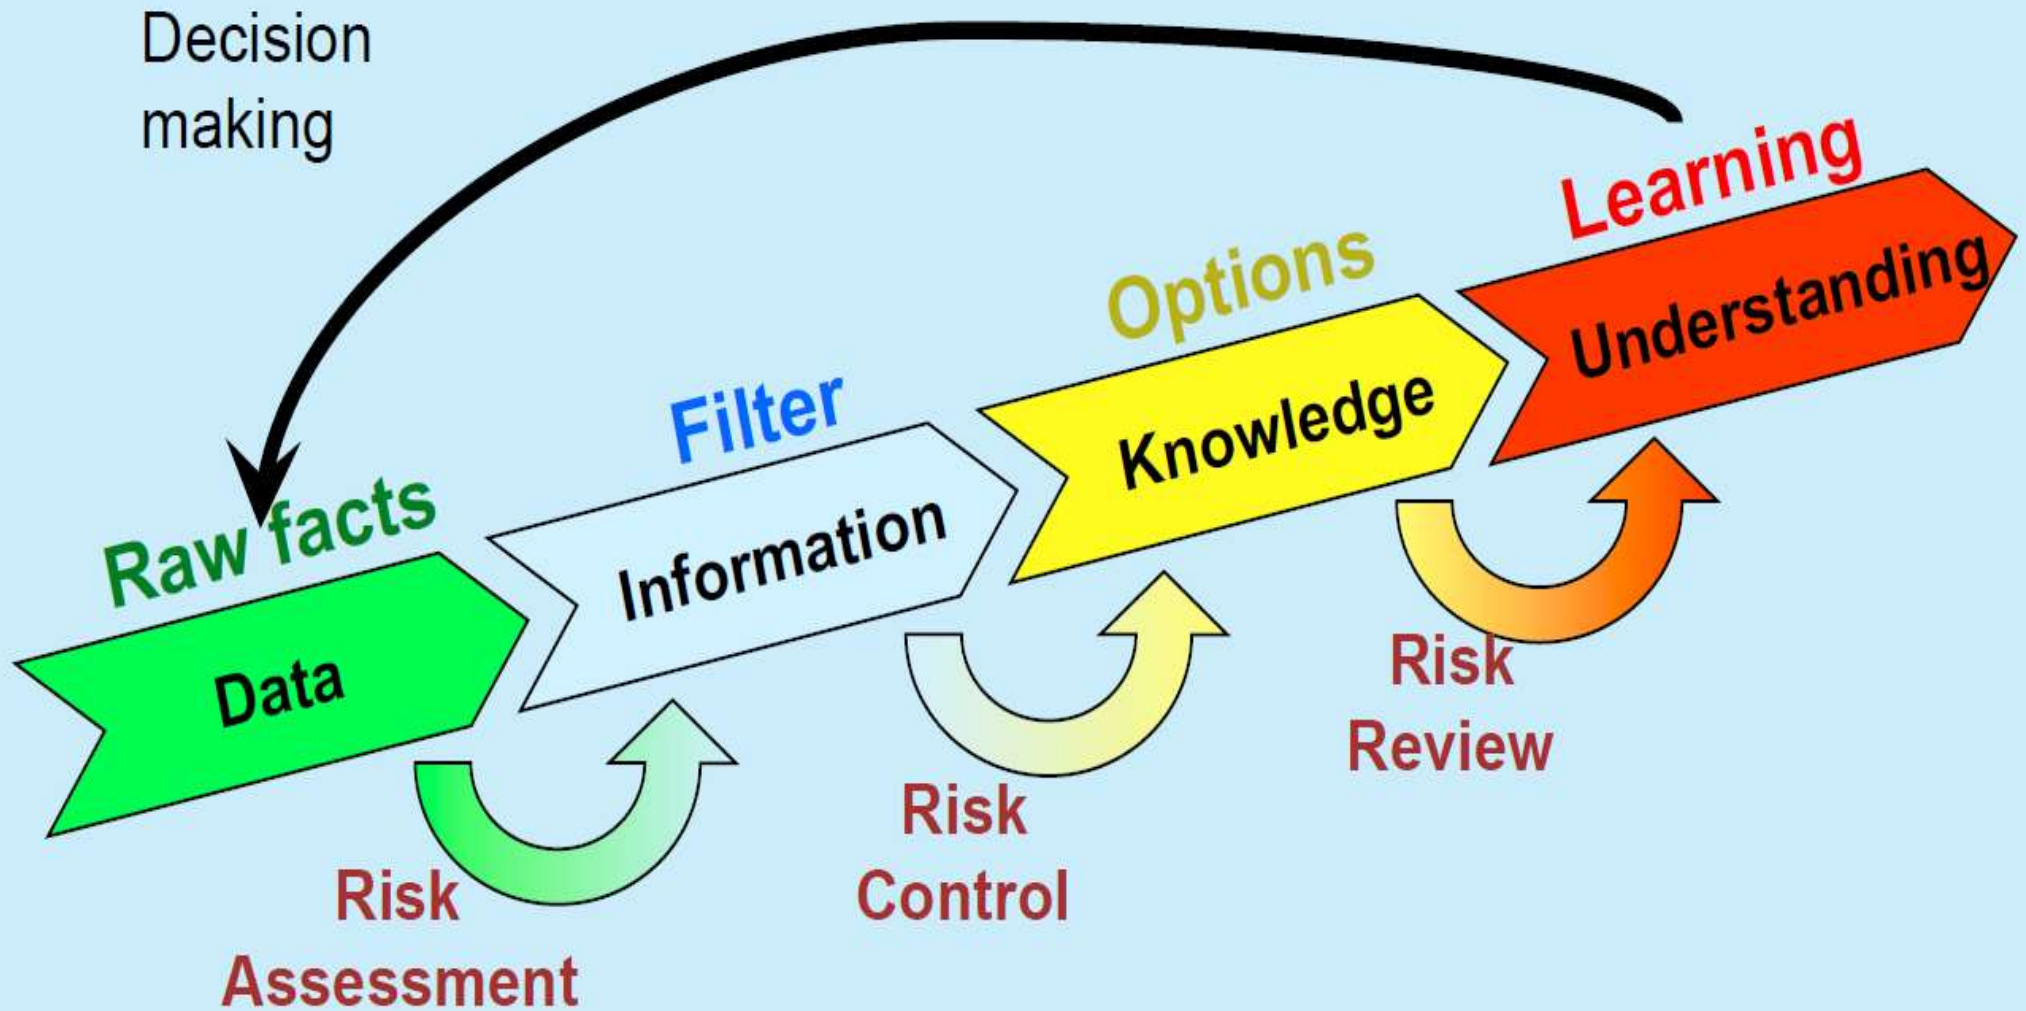 Decision
making
Raw facts
Data
Filter
Information
Options
Knowledge
Learning
Understanding
Risk
Assessment
Risk
Control
Risk
Review